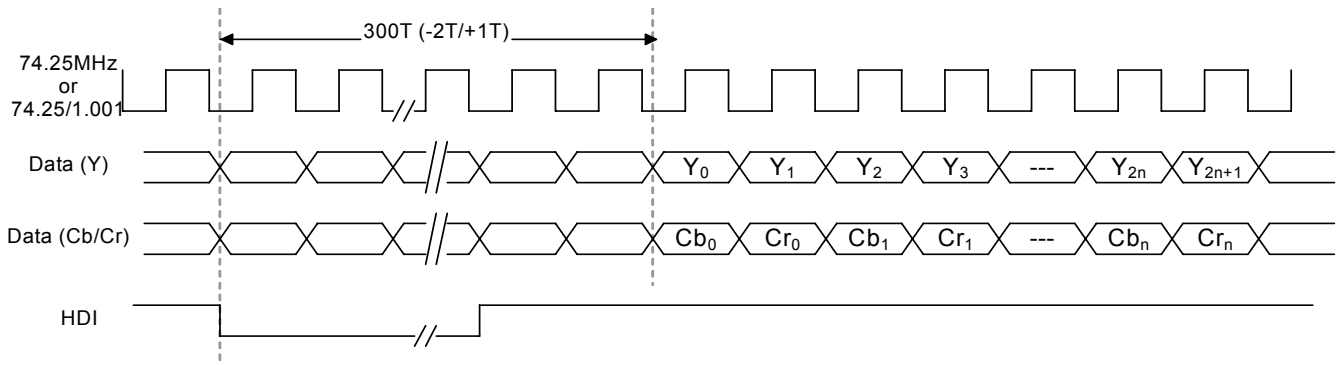 300T (-2T/+1T)
74.25MHz
or
74.25/1.001
Data (Y)
Y0 Y1 Y2 Y3 --- Y2n Y2n+1
Data (Cb/Cr)
Cb0 Cr0 Cb1 Cr1 --- Cbn Crn
HDI